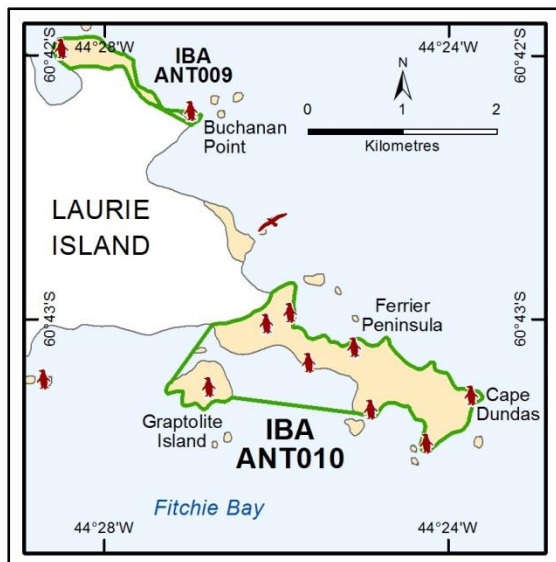 44°28'W
44°24'W
60°42'S
60°42'S
IBA
ANT009
N
0
1
2
Kilometres
Buchanan
Point
LAURIE
ISLAND
60°43'S
60°43'S
Ferrier
Peninsula
Cape
Dundas
Graptolite
Island
IBA
ANT010
Fitchie Bay
44°28'W
44°24'W